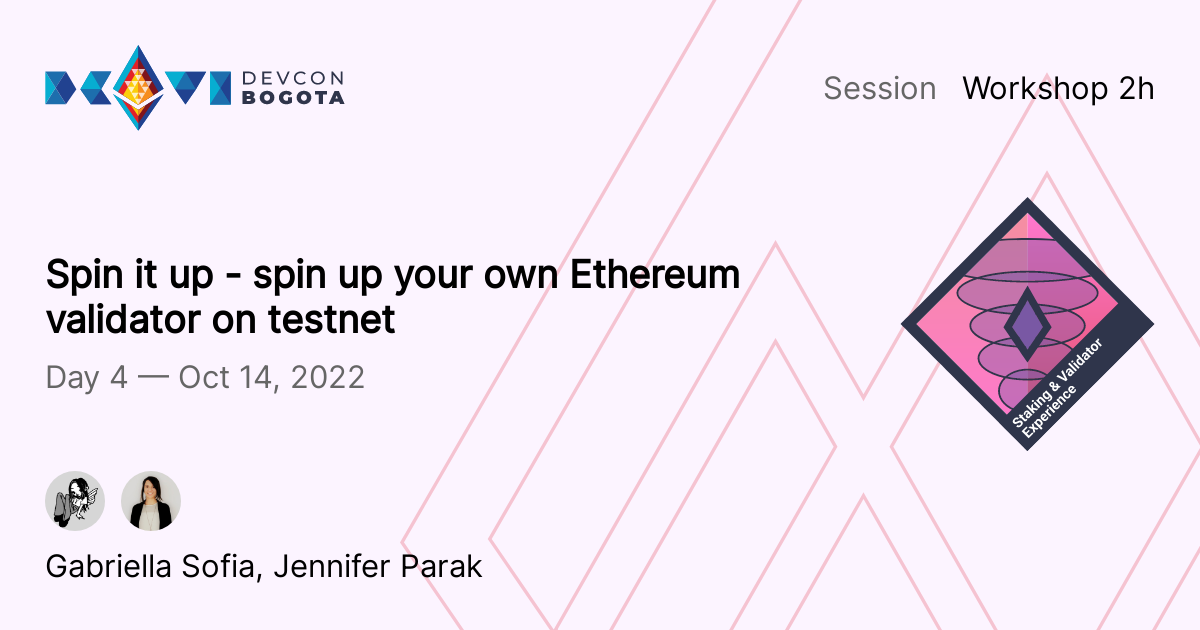 DEVCON
BOGOTA
Session Workshop 2h
Spin it up - spin up your own Ethereum
validator on testnet
Day 4 — Oct 14, 2022
Staking & Validator
Experience
Gabriella Sofia, Jennifer Parak